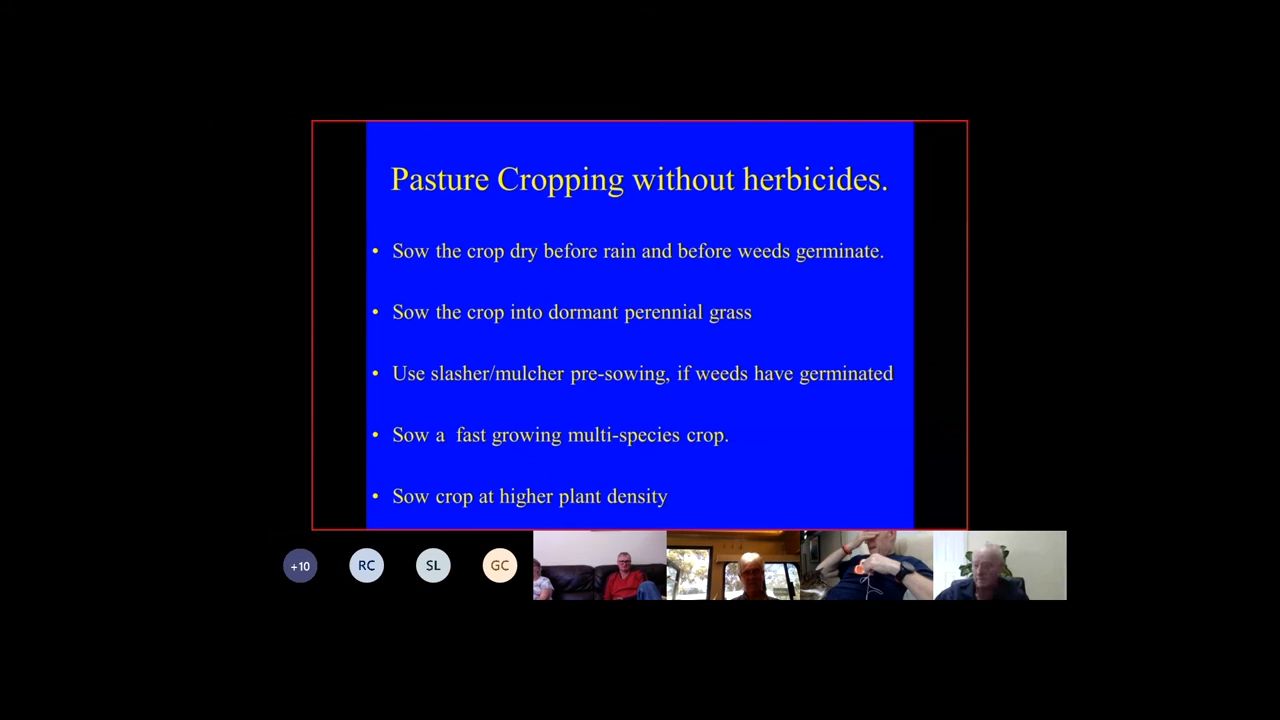 Pasture Cropping without herbicides.
• Sow the crop dry before rain and before weeds germinate.
• Sow the crop into dormant perennial grass
• Use slasher/mulcher pre-sowing, if weeds have germinated
• Sow a  fast growing multi-species crop.
• Sow crop at higher plant density
+10
RC
SL
GC